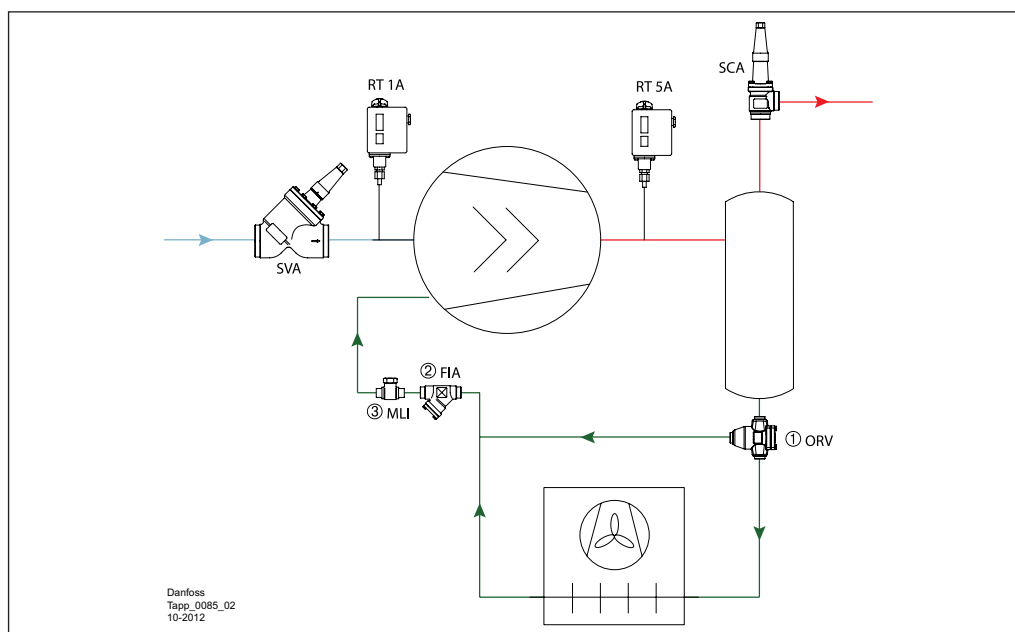 SCA
RT 1A
RT 5A
SVA
② FIA
③ MLI
① ORV
Danfoss
Tapp_0085_02
10-2012